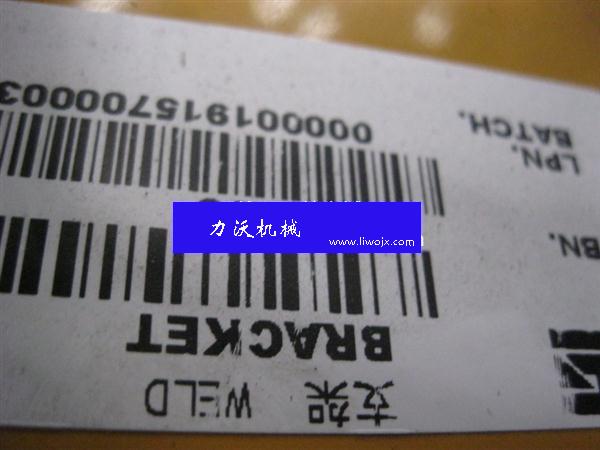 支架 WELD
BRACKET
BN.
LPN.
BATCH.
000001915700003
力沃机械
www.liwojx.com